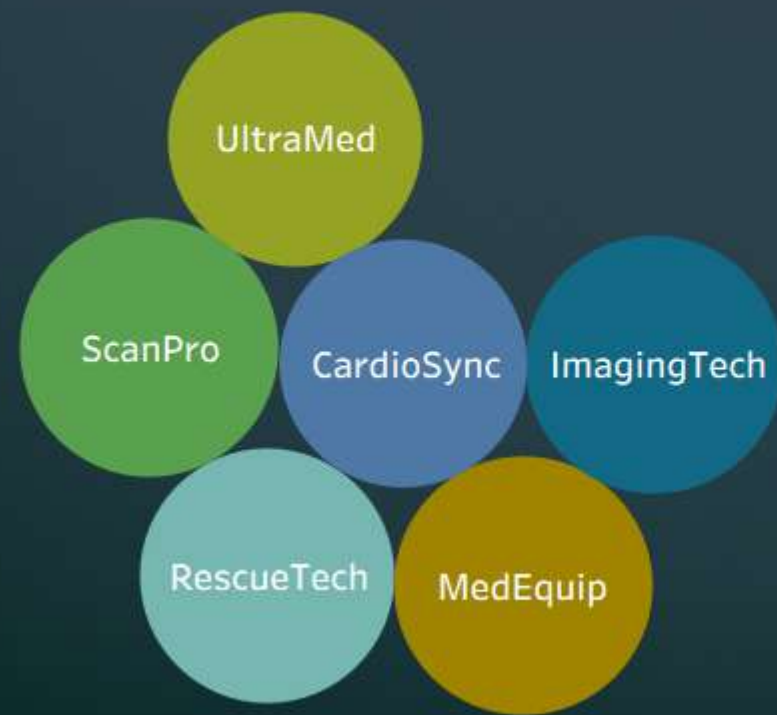 UltraMed
ScanPro
CardioSync
ImagingTech
RescueTech
MedEquip